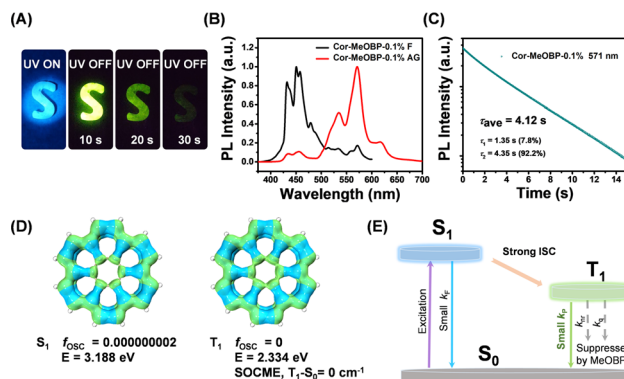 (A)
UV ON UV OFF UV OFF UV OFF
S S S S
10 s 20 s 30 s
(B)
PL Intensity (a.u.)
1.2
1.0
0.8
0.6
0.4
0.2
0.0
Cor-MeOBP-0.1% F
Cor-MeOBP-0.1% AG
400 450 500 550 600 650 700
Wavelength (nm)
(C)
PL Intensity (a.u.)
Cor-MeOBP-0.1% 571 nm
τave = 4.12 s
τ1 = 1.35 s (7.8%)
τ2 = 4.35 s (92.2%)
0 2 4 6 8 10 12 14
Time (s)
(D)
S1 fOSC = 0.000000002
E = 3.188 eV
T1 fOSC = 0
E = 2.334 eV
SOCME, T1-S0= 0 cm-1
(E)
S1
Strong ISC
T1
Excitation
Small kF
Small kP
knr
kq
S0
Suppressed
by MeOBP